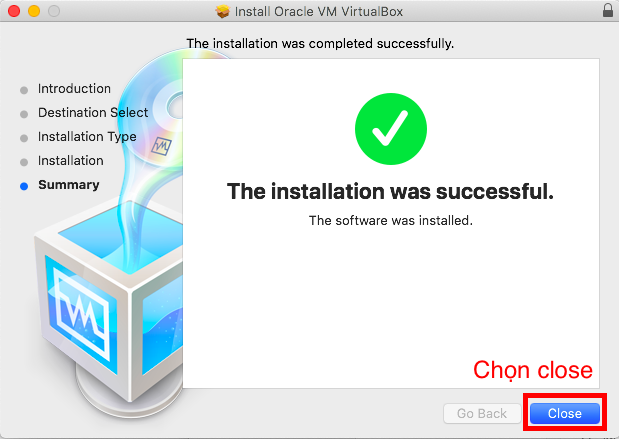 Install Oracle VM VirtualBox
The installation was completed successfully.
Introduction
Destination Select
Installation Type
Installation
Summary
The installation was successful.
The software was installed.
Chọn close
Go Back
Close